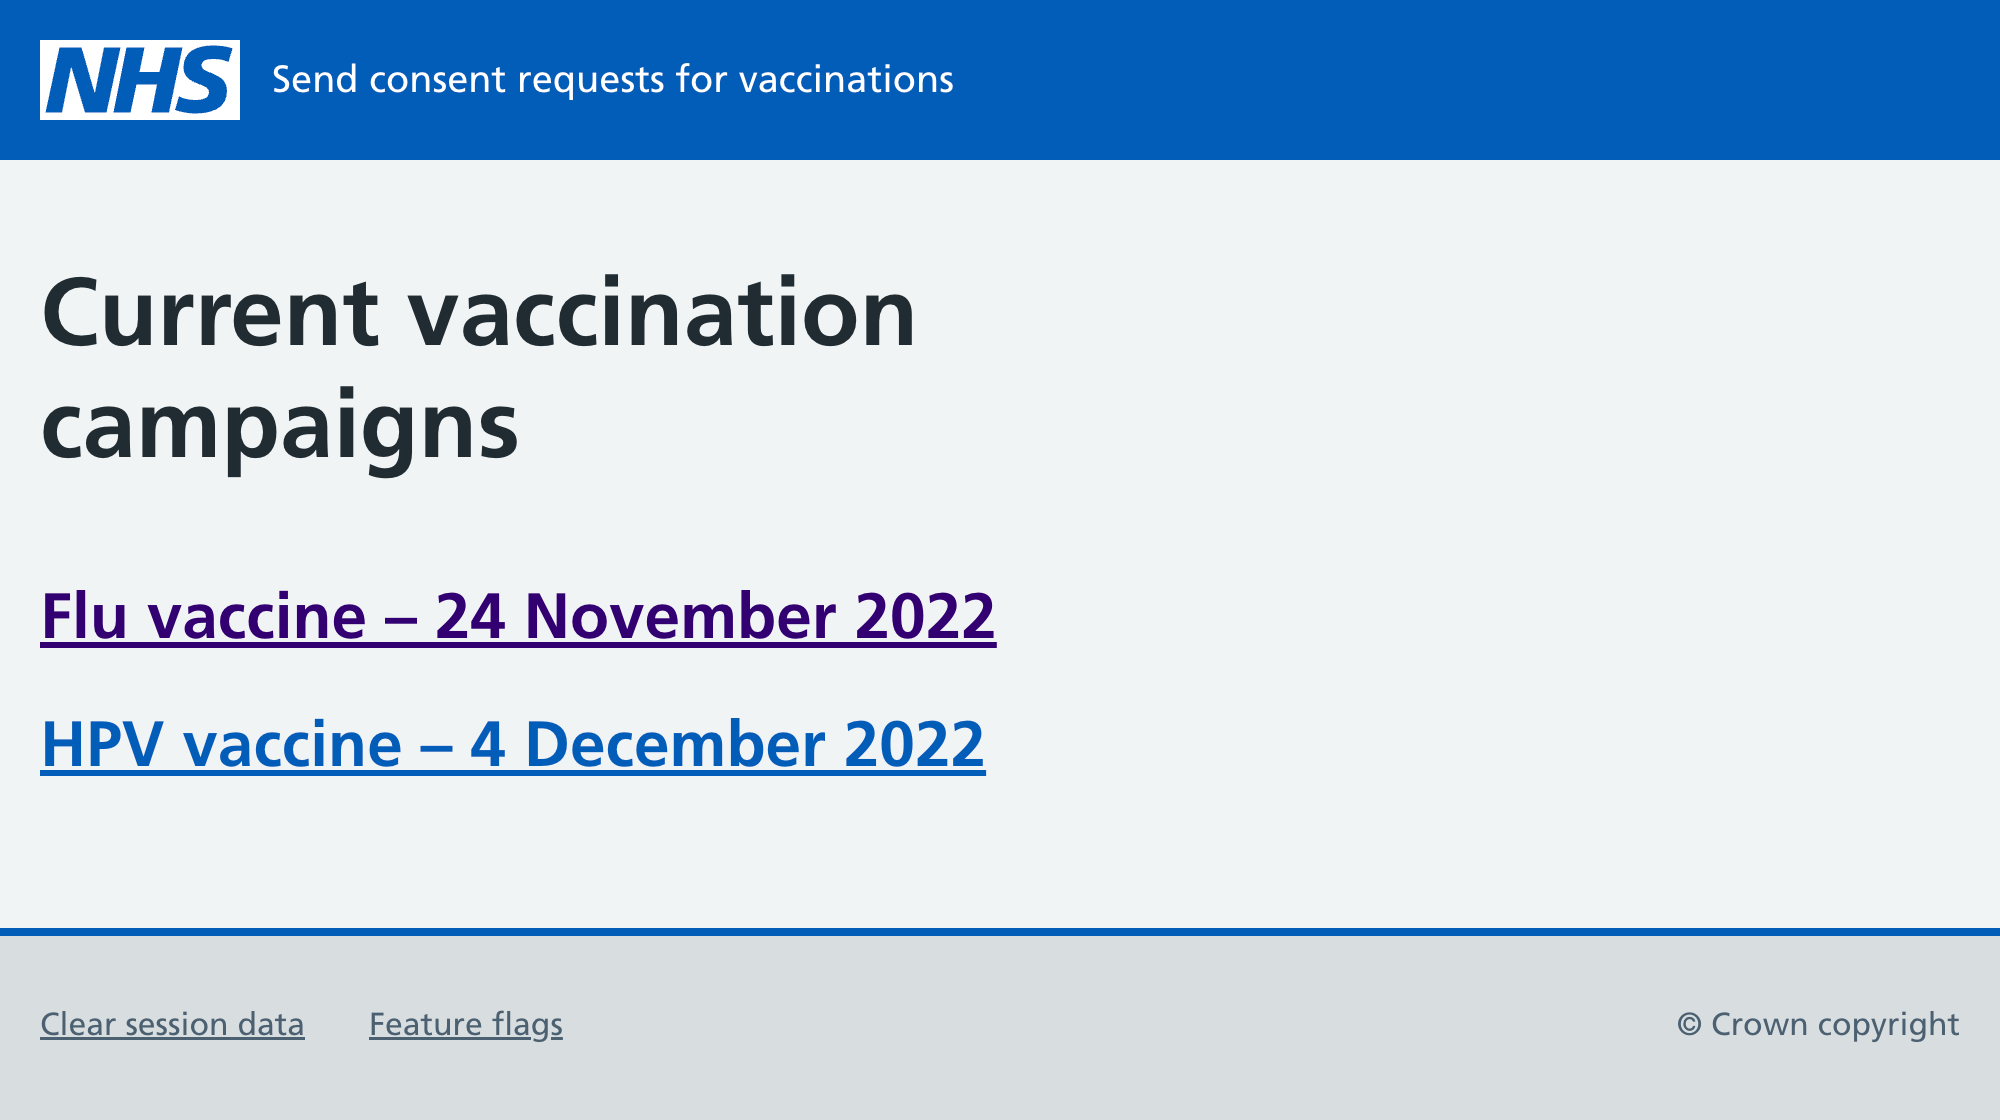 NHS Send consent requests for vaccinations
Current vaccination
campaigns
Flu vaccine – 24 November 2022
HPV vaccine – 4 December 2022
Clear session data Feature flags © Crown copyright